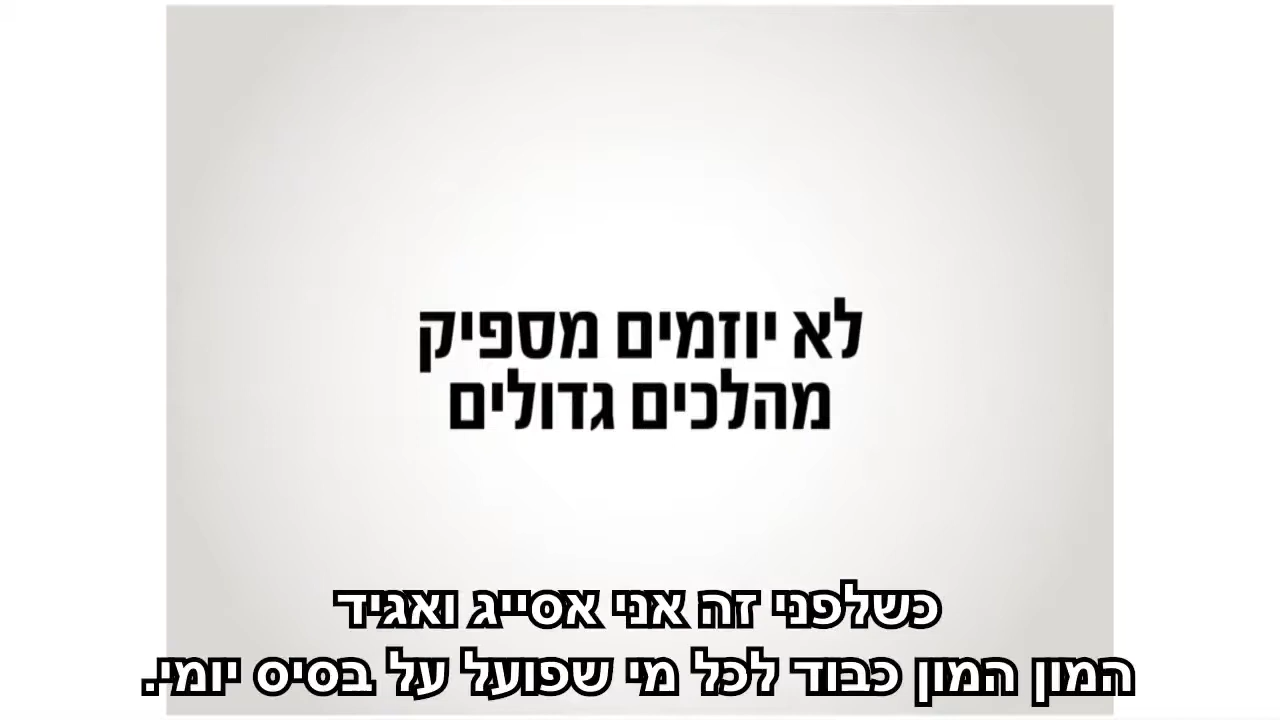 לא יוזמים מספיק
מהלכים גדולים
כשלפני זה אני אסייג ואגיד
המון המון כבוד לכל מי שפועל על בסיס יומי.